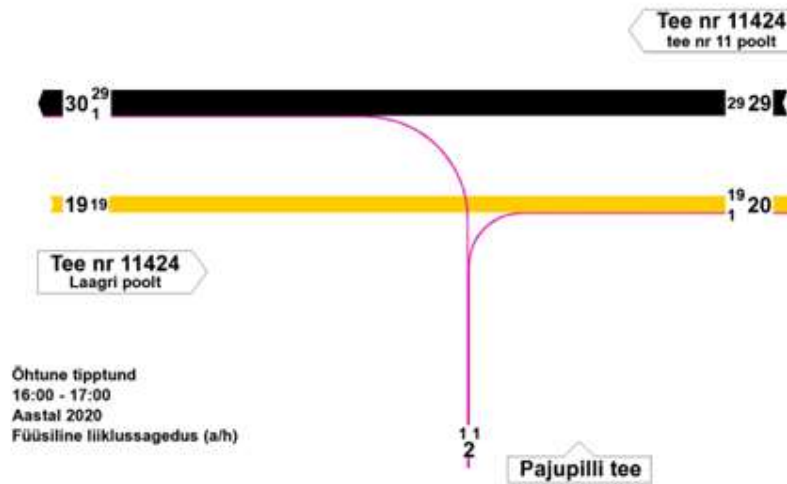 Tee nr 11424
tee nr 11 poolt
30 29
1
29 29
19 19
19
1 20
Tee nr 11424
Laagri poolt
Õhtune tipptund
16:00 - 17:00
Aastal 2020
Füüsiline liiklussagedus (a/h)
1 1
2
Pajupilli tee